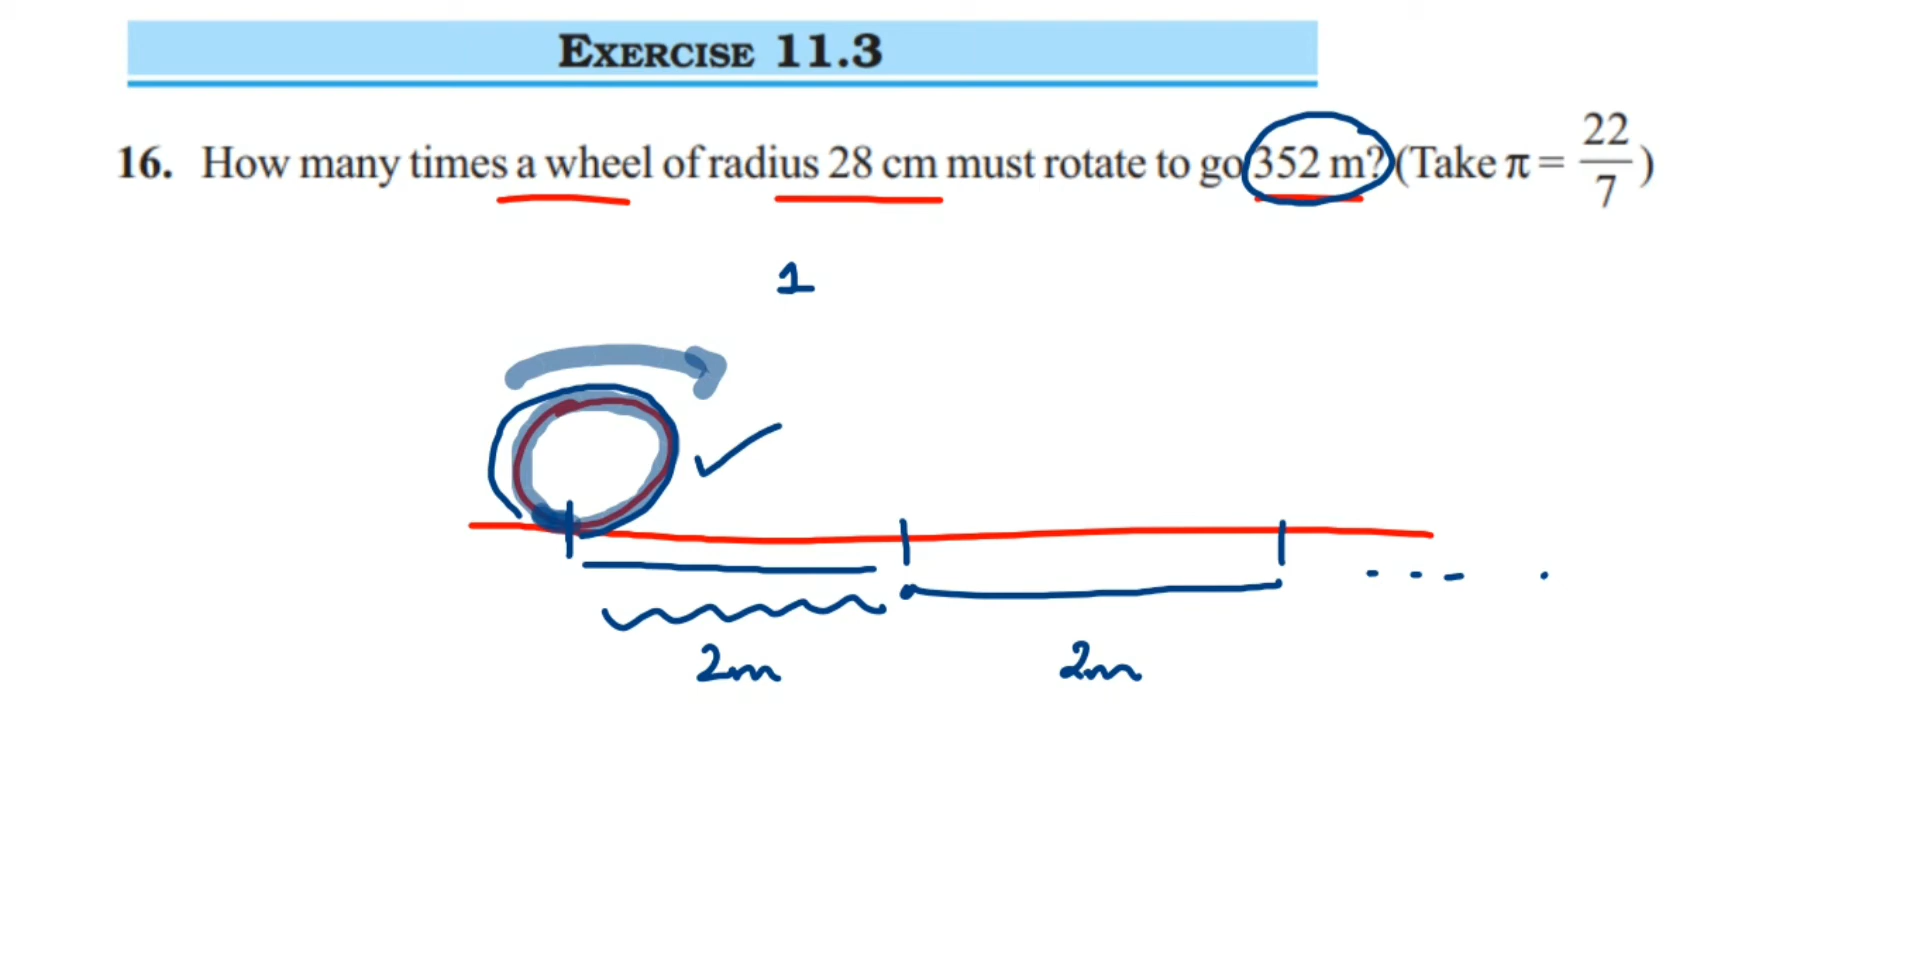 EXERCISE 11.3
16. How many times a wheel of radius 28 cm must rotate to go 352 m? (Take π = 22/7)
1
2m 2m